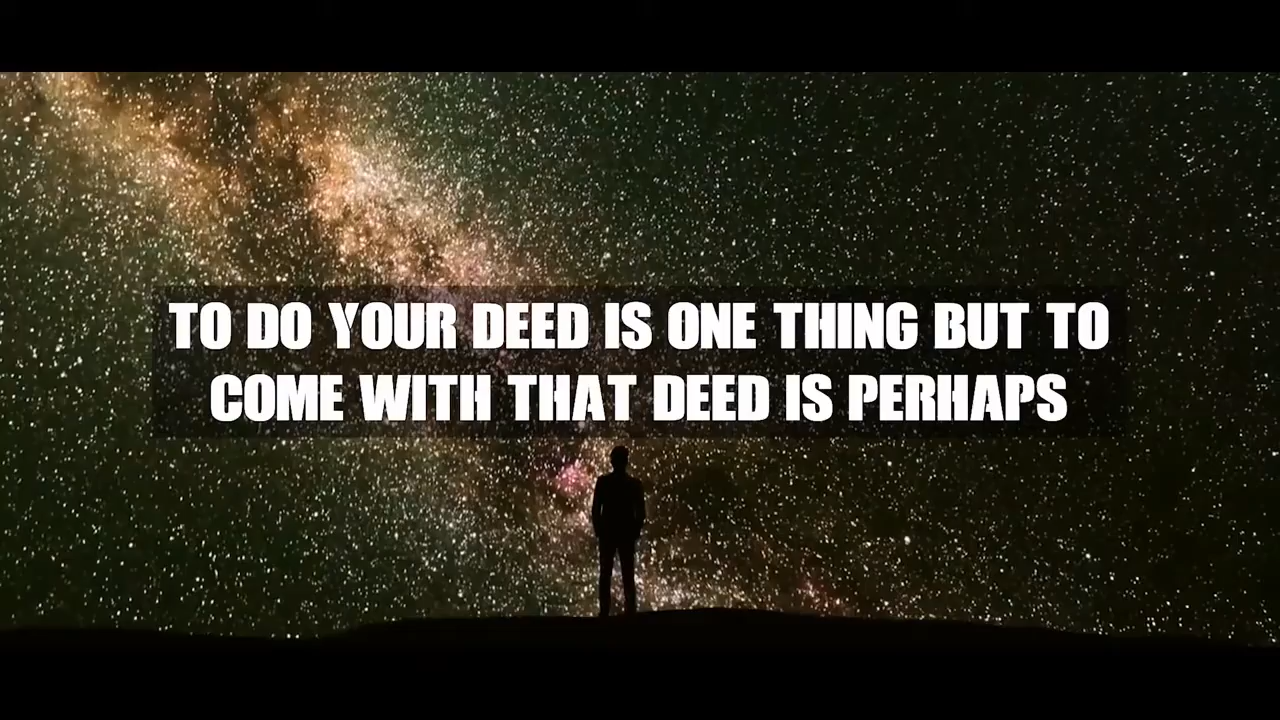 TO DO YOUR DEED IS ONE THING BUT TO
COME WITH THAT DEED IS PERHAPS